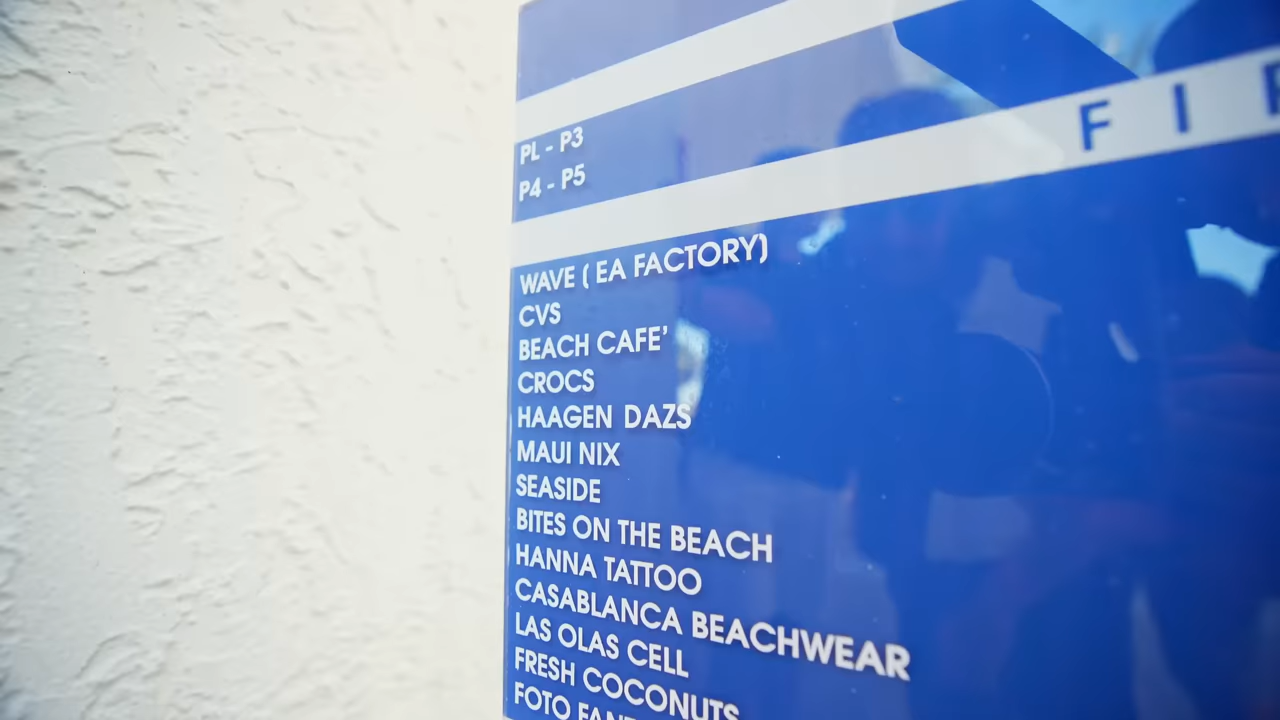 PL - P3
P4 - P5
WAVE ( EA FACTORY)
CVS
BEACH CAFE'
CROCS
HAAGEN DAZS
MAUI NIX
SEASIDE
BITES ON THE BEACH
HANNA TATTOO
CASABLANCA BEACHWEAR
LAS OLAS CELL
FRESH COCONUTS
FOTO